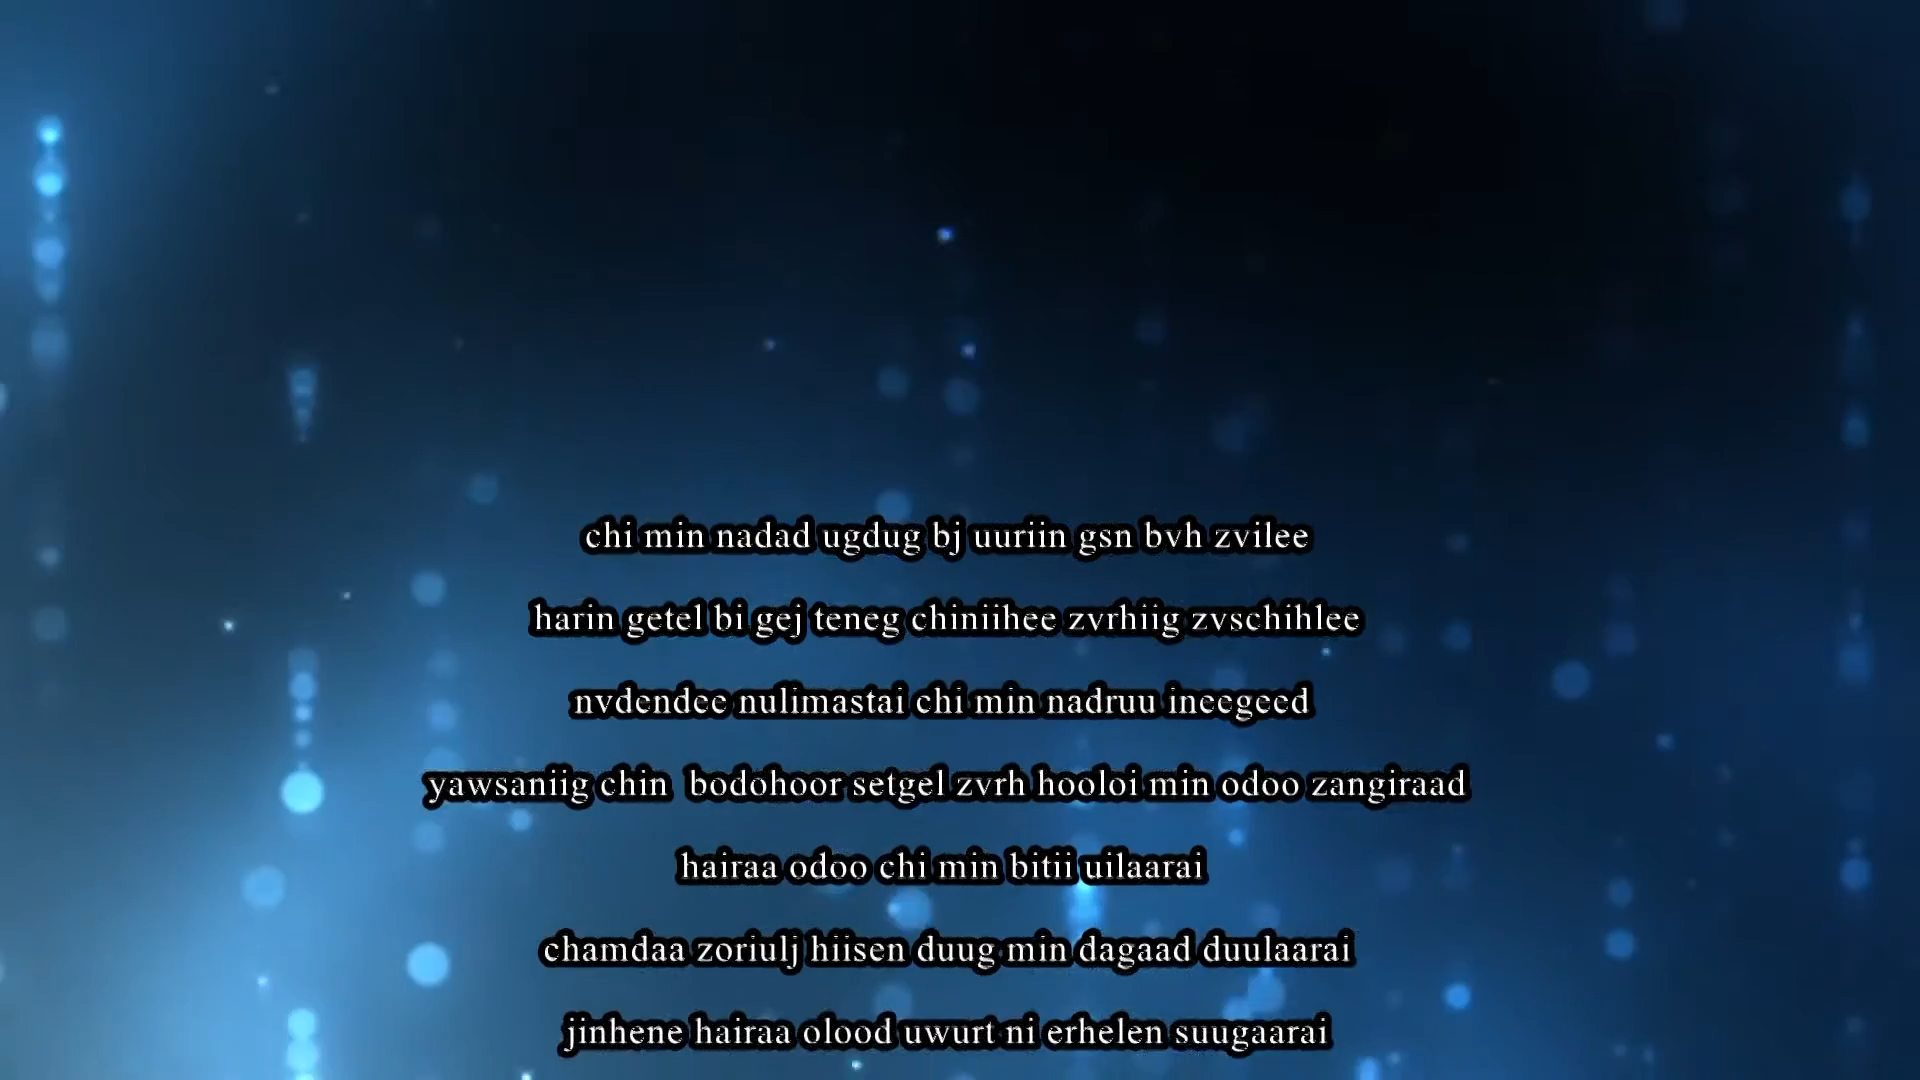 chi min nadad ugdug bj uuriin gsn bvh zvilee
harin getel bi gej teneg chiniihee zvrhiig zvschihlee
nvdendee nulimastai chi min nadruu ineegeed
yawsaniig chin  bodohoor setgel zvrh hooloi min odoo zangiraad
hairaa odoo chi min bitii uilaarai
chamdaa zoriulj hiisen duug min dagaad duulaarai
jinhene hairaa olood uwurt ni erhelen suugaarai